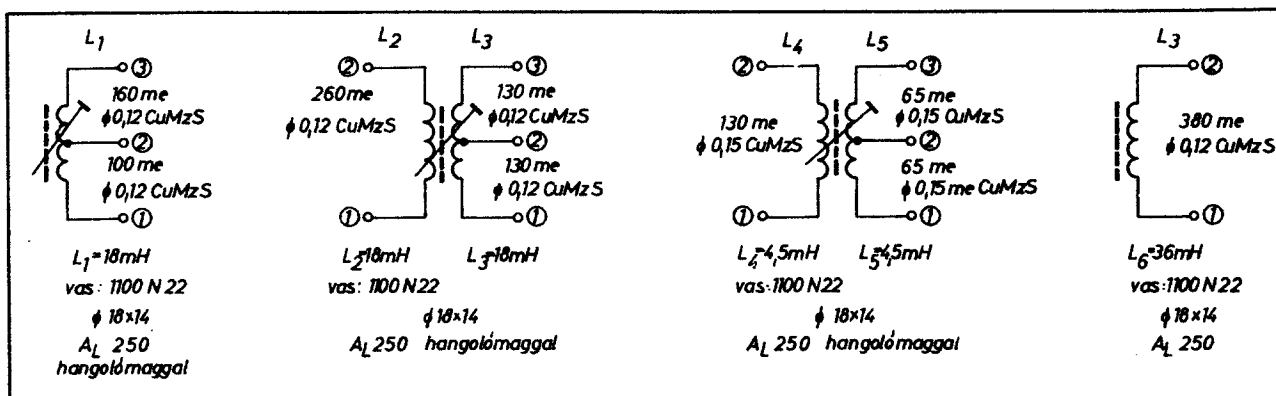 L1
③
160 me
ϕ 0,12 CuMzS
②
100 me
ϕ 0,12 CuMzS
①
L1=18mH
vas: 1100 N 22
ϕ 18×14
AL 250
hangolómaggal
L2 L3
② ③
260 me 130 me
ϕ 0,12 CuMzS ϕ 0,12 CuMzS
②
130 me
ϕ 0,12 CuMzS
① ①
L2=18mH L3=18mH
vas: 1100 N 22
ϕ 18×14
AL 250 hangolómaggal
L4 L5
② ③
65 me
ϕ 0,15 CuMzS
130 me ②
ϕ 0,15 CuMzS 65 me
ϕ 0,15 me CuMzS
① ①
L4=4,5mH L5=4,5mH
vas: 1100 N 22
ϕ 18×14
AL 250 hangolómaggal
L3
②
380 me
ϕ 0,12 CuMzS
①
L6=36mH
vas: 1100 N 22
ϕ 18×14
AL 250